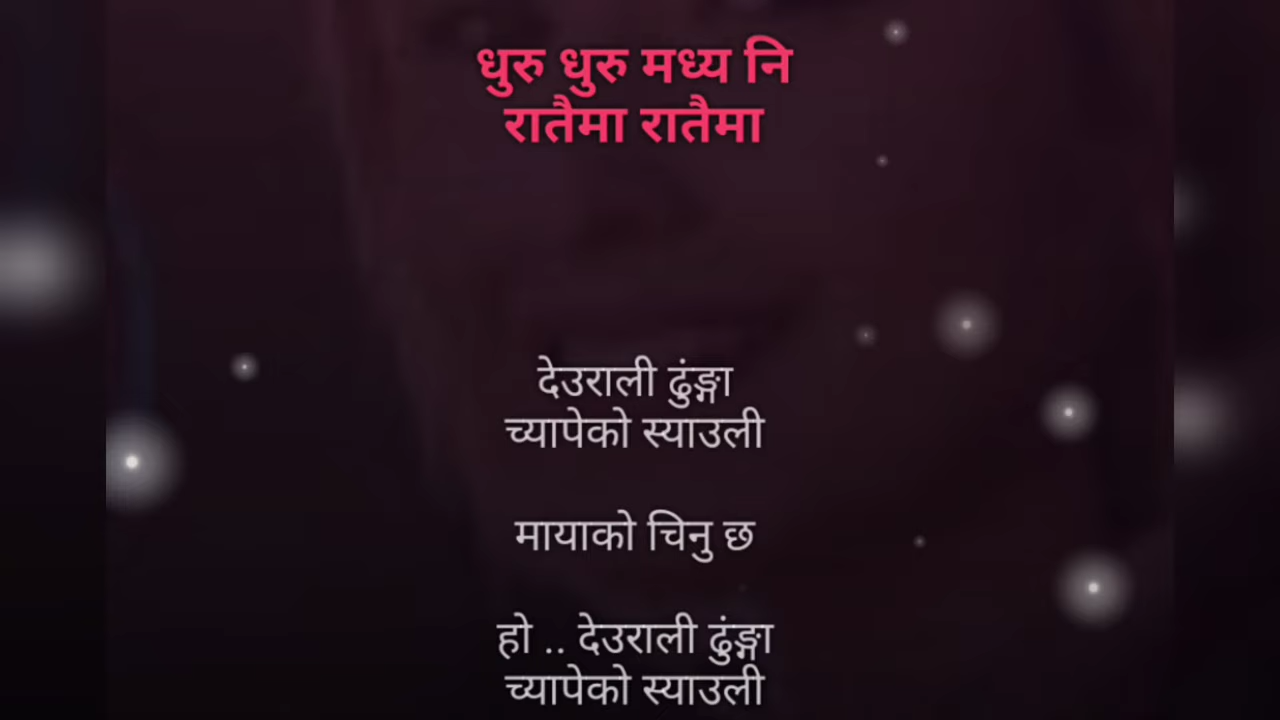 धुरु धुरु मध्य नि
रातैमा रातैमा
देउराली ढुंङ्गा
च्यापेको स्याउली
मायाको चिनु छ
हो .. देउराली ढुंङ्गा
च्यापेको स्याउली